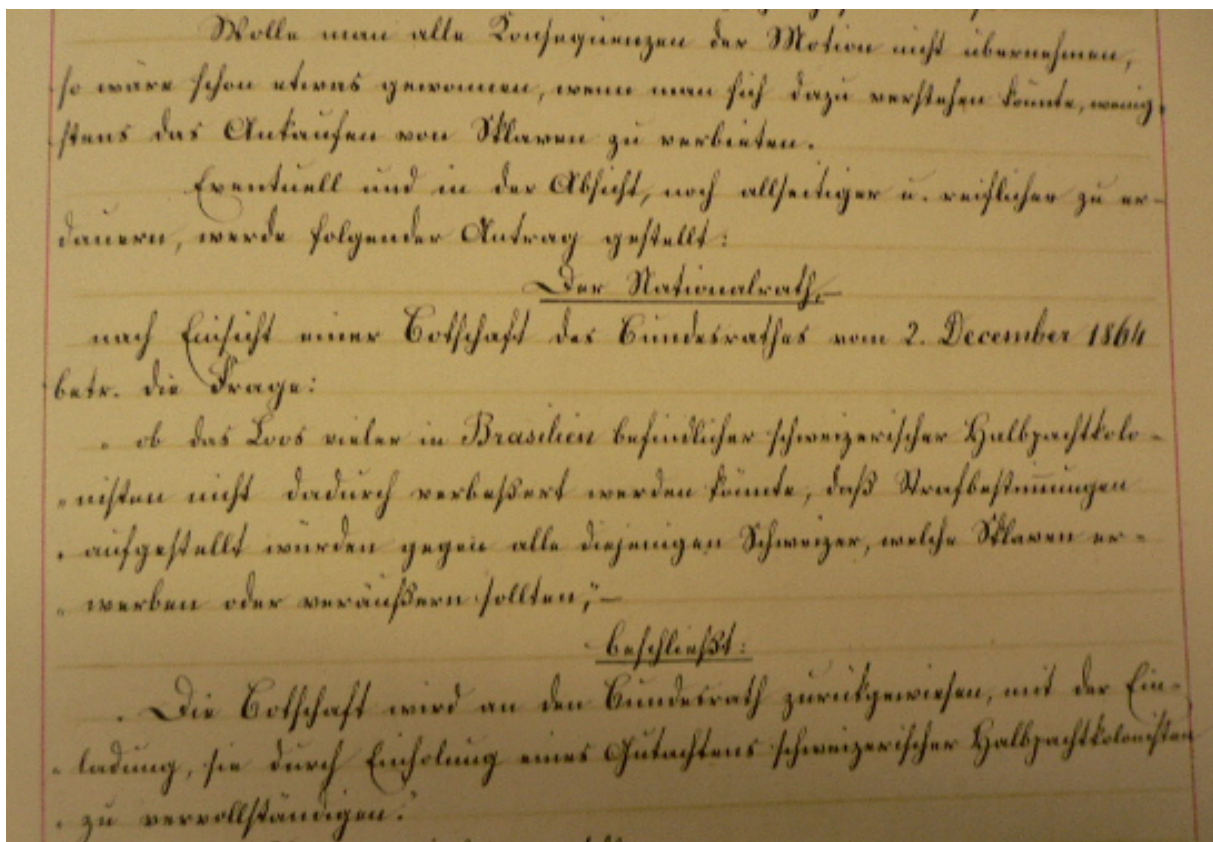 Wolle man alle Konsequenzen der Motion nicht übernehmen,
so wäre schon etwas gewonnen, wenn man sich dazu verstehen könnte, wenig-
stens das Ankaufen von Sklaven zu verbieten.
Eventuell und in der Absicht, noch allseitiger u. reiflicher zu er-
dauern, werde folgender Antrag gestellt:
Der Nationalrath,
nach Einsicht einer Botschaft des Bundesrathes vom 2. December 1864
betr. die Frage:
„ ob das Loos vieler in Brasilien befindlicher schweizerischer Halbpachtkolo-
„ nisten nicht dadurch verbeßert werden könnte, daß Strafbestimmungen
„ aufgestellt würden gegen alle diejenigen Schweizer, welche Sklaven er-
„ werben oder veräußern sollten,“ –
beschließt:
„ Die Botschaft wird an den Bundesrath zurückgewiesen, mit der Ein-
„ ladung, sie durch Einholung eines Gutachtens schweizerischer Halbpachtkolonisten
„ zu vervollständigen.“